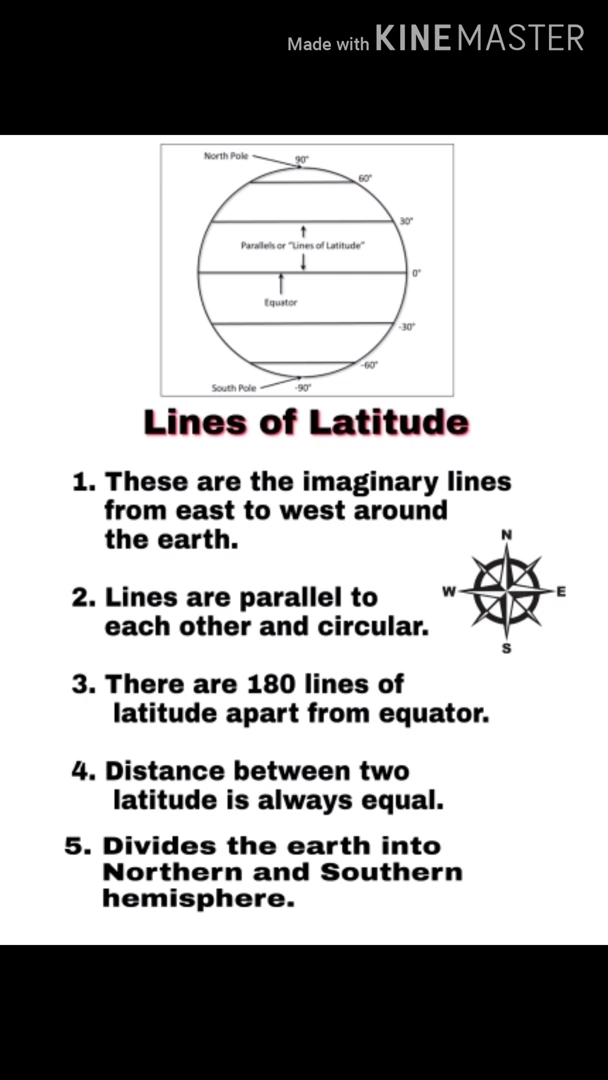 Made with KINEMASTER
North Pole
90°
60°
30°
Parallels or "Lines of Latitude"
0°
Equator
-30°
-60°
South Pole
-90°
Lines of Latitude
1. These are the imaginary lines
from east to west around
the earth.
N
W
E
S
2. Lines are parallel to
each other and circular.
3. There are 180 lines of
latitude apart from equator.
4. Distance between two
latitude is always equal.
5. Divides the earth into
Northern and Southern
hemisphere.